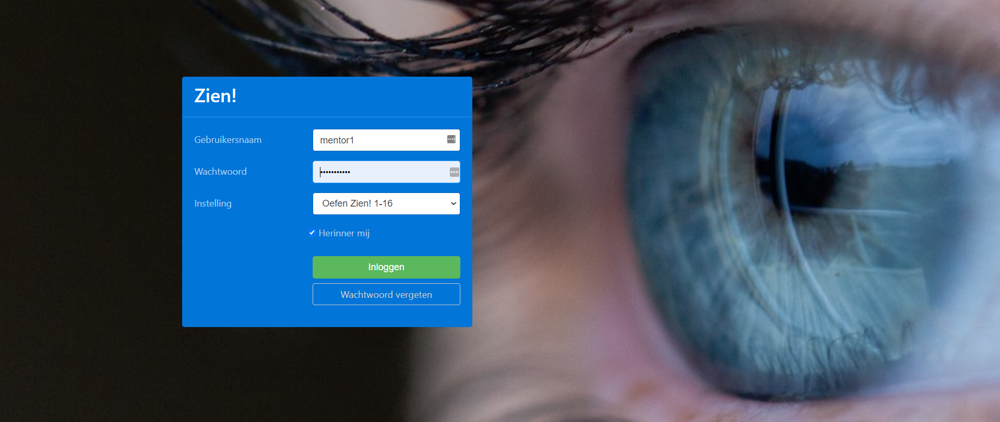 Zien!
Gebruikersnaam
mentor1
Wachtwoord
•••••••••••
Instelling
Oefen Zien! 1-16
Herinner mij
Inloggen
Wachtwoord vergeten